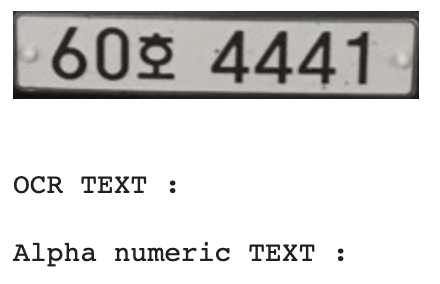 60호 4441
OCR TEXT :
Alpha numeric TEXT :